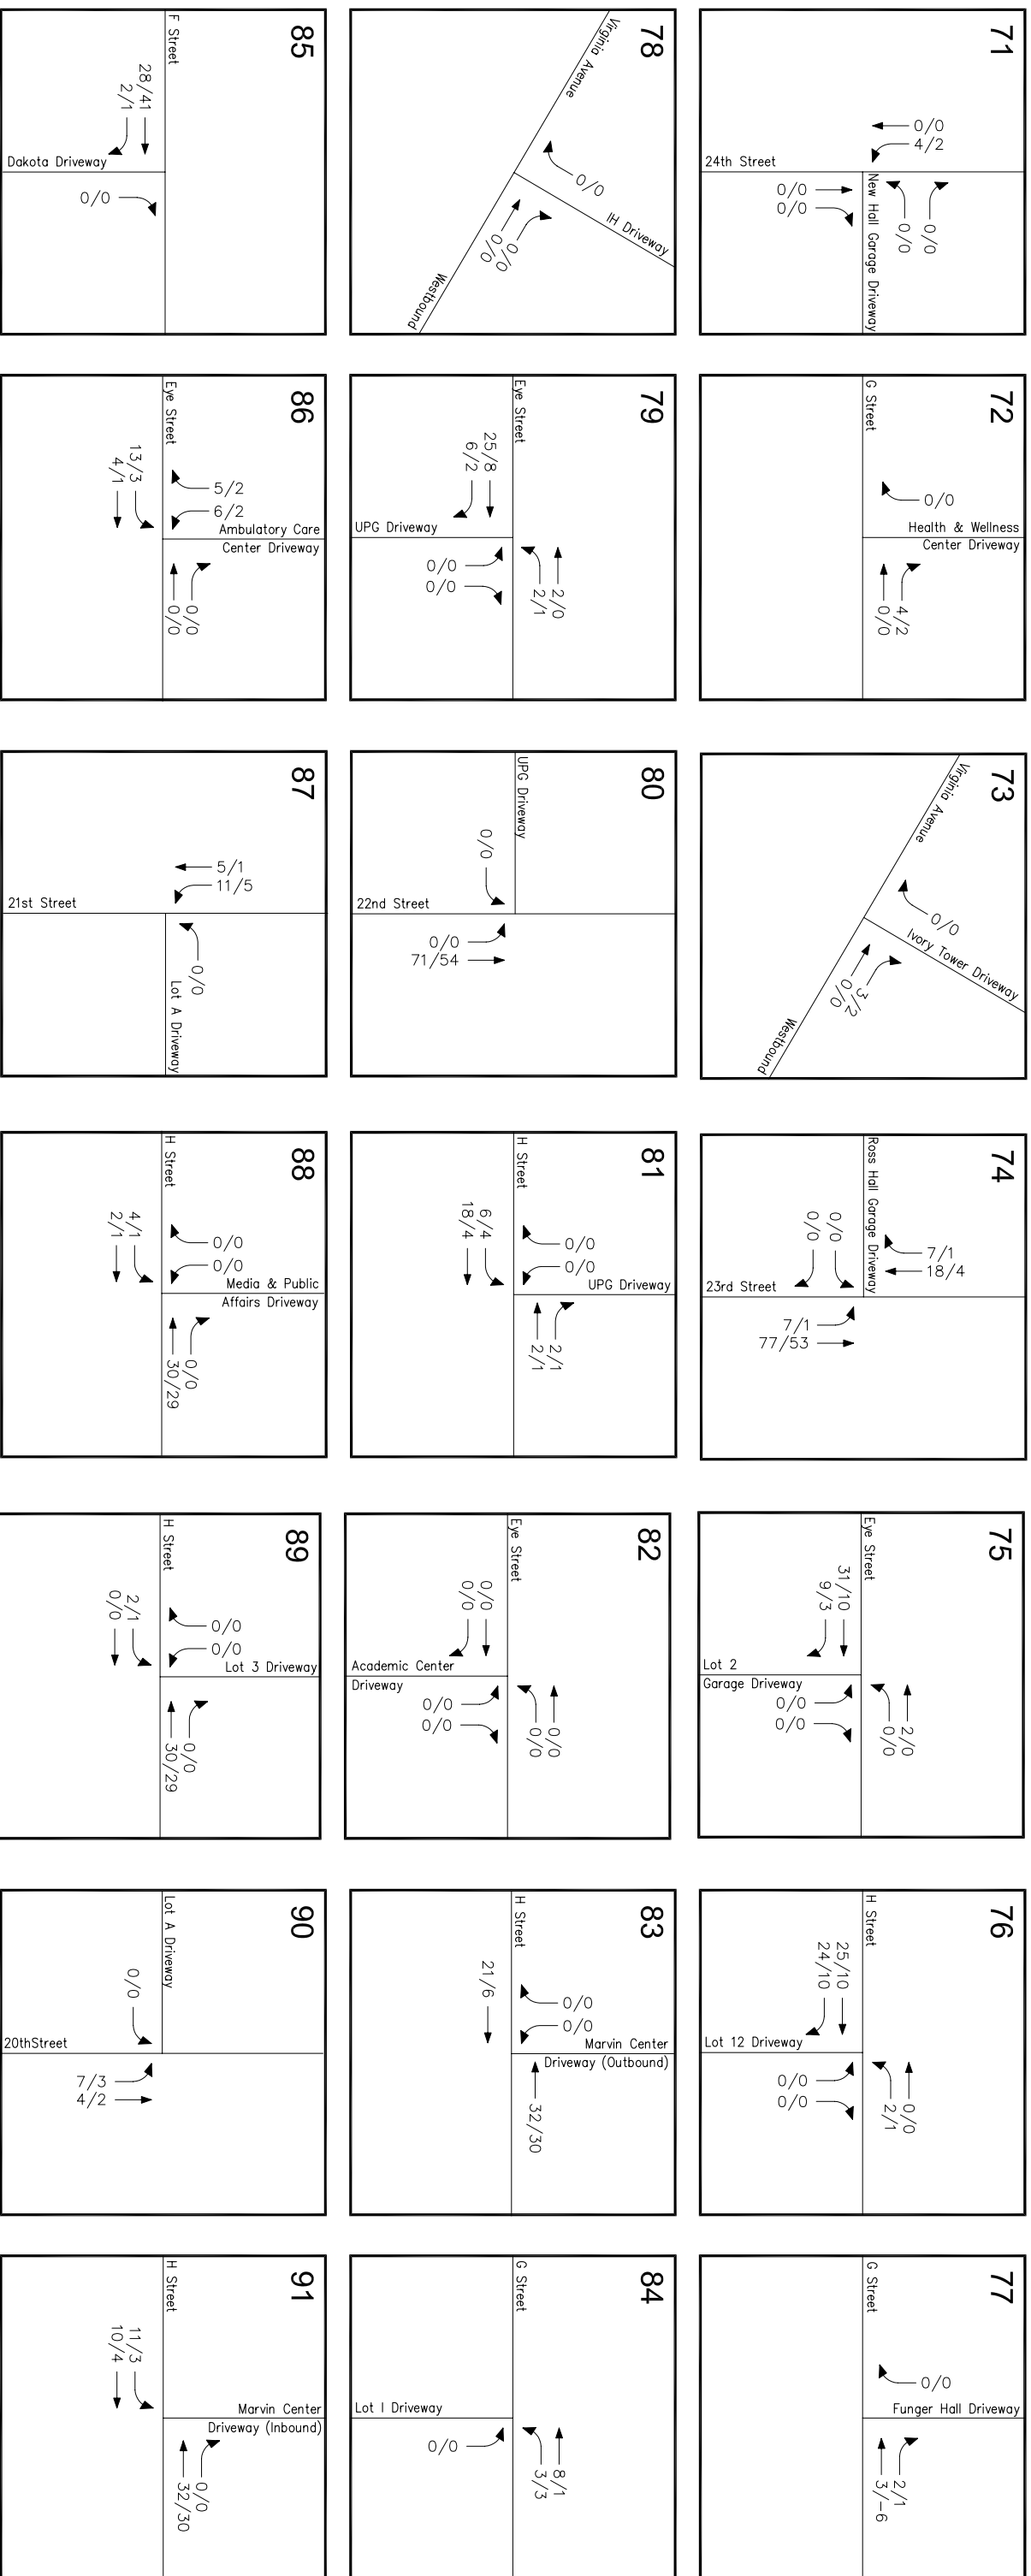 71
0/0
4/2
24th Street
0/0
0/0
New Hall Garage Driveway
0/0
0/0
72
G Street
0/0
Health & Wellness
Center Driveway
4/2
0/0
73
Virginia Avenue
0/0
Ivory Tower Driveway
3/2
0/0
Westbound
74
Ross Hall Garage Driveway
7/1
18/4
0/0
0/0
23rd Street
7/1
77/53
75
Eye Street
31/10
9/3
Lot 2
Garage Driveway
0/0
0/0
2/0
0/0
76
H Street
25/10
24/10
Lot 12 Driveway
0/0
0/0
0/0
2/1
77
G Street
0/0
Funger Hall Driveway
2/1
3/-6
78
Virginia Avenue
0/0
IH Driveway
0/0
0/0
Westbound
79
Eye Street
25/8
6/2
UPG Driveway
0/0
0/0
2/0
2/1
80
UPG Driveway
0/0
22nd Street
0/0
71/54
81
H Street
6/4
18/4
0/0
0/0
UPG Driveway
2/1
2/1
82
Eye Street
0/0
0/0
Academic Center
Driveway
0/0
0/0
0/0
0/0
83
H Street
21/6
0/0
0/0
Marvin Center
Driveway (Outbound)
32/30
84
G Street
Lot I Driveway
0/0
8/1
3/3
85
F Street
28/41
2/1
Dakota Driveway
0/0
86
Eye Street
13/3
4/1
5/2
6/2
Ambulatory Care
Center Driveway
0/0
0/0
87
5/1
11/5
21st Street
0/0
Lot A Driveway
88
H Street
4/1
2/1
0/0
0/0
Media & Public
Affairs Driveway
0/0
30/29
89
H Street
2/1
0/0
0/0
0/0
Lot 3 Driveway
0/0
30/29
90
Lot A Driveway
0/0
20thStreet
7/3
4/2
91
H Street
11/3
10/4
Marvin Center
Driveway (Inbound)
0/0
32/30